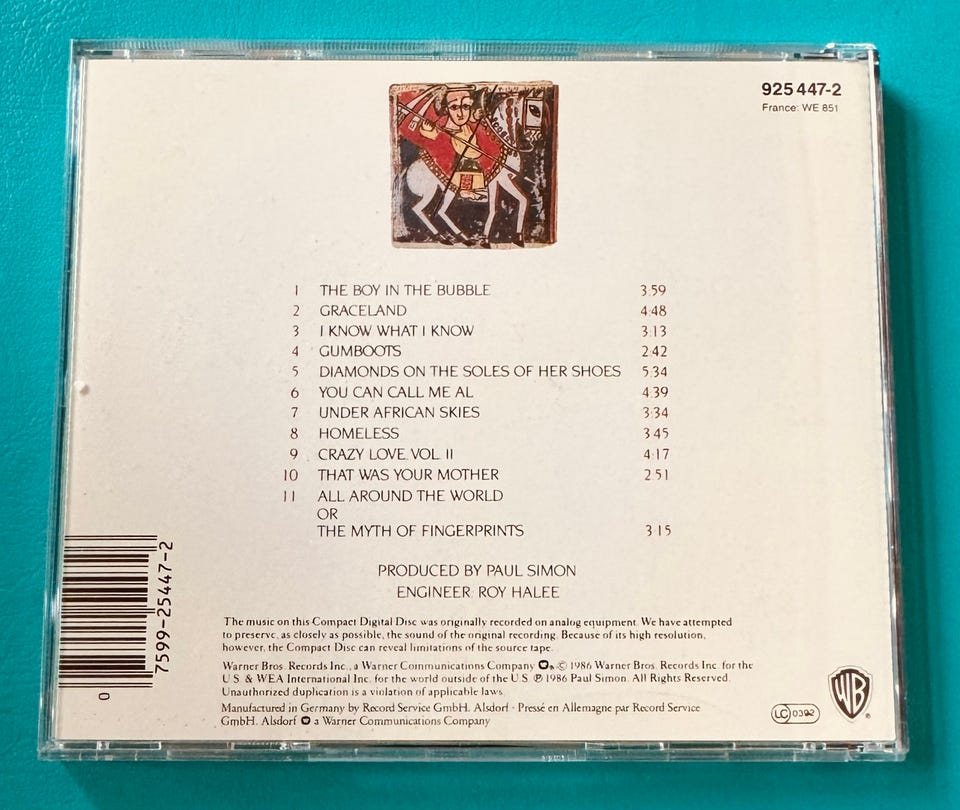 925 447-2
France: WE 851
1 THE BOY IN THE BUBBLE 3:59
2 GRACELAND 4:48
3 I KNOW WHAT I KNOW 3:13
4 GUMBOOTS 2:42
5 DIAMONDS ON THE SOLES OF HER SHOES 5:34
6 YOU CAN CALL ME AL 4:39
7 UNDER AFRICAN SKIES 3:34
8 HOMELESS 3:45
9 CRAZY LOVE, VOL. II 4:17
10 THAT WAS YOUR MOTHER 2:51
11 ALL AROUND THE WORLD
OR
THE MYTH OF FINGERPRINTS 3:15
PRODUCED BY PAUL SIMON
ENGINEER: ROY HALEE
The music on this Compact Digital Disc was originally recorded on analog equipment. We have attempted
to preserve, as closely as possible, the sound of the original recording. Because of its high resolution,
however, the Compact Disc can reveal limitations of the source tape.
Warner Bros. Records Inc., a Warner Communications Company © 1986 Warner Bros. Records Inc. for the
U.S. & WEA International Inc. for the world outside of the U.S. ℗ 1986 Paul Simon. All Rights Reserved.
Unauthorized duplication is a violation of applicable laws.
Manufactured in Germany by Record Service GmbH, Alsdorf · Pressé en Allemagne par Record Service
GmbH, Alsdorf a Warner Communications Company
7599-25447-2
0
LC 0392
WB ®